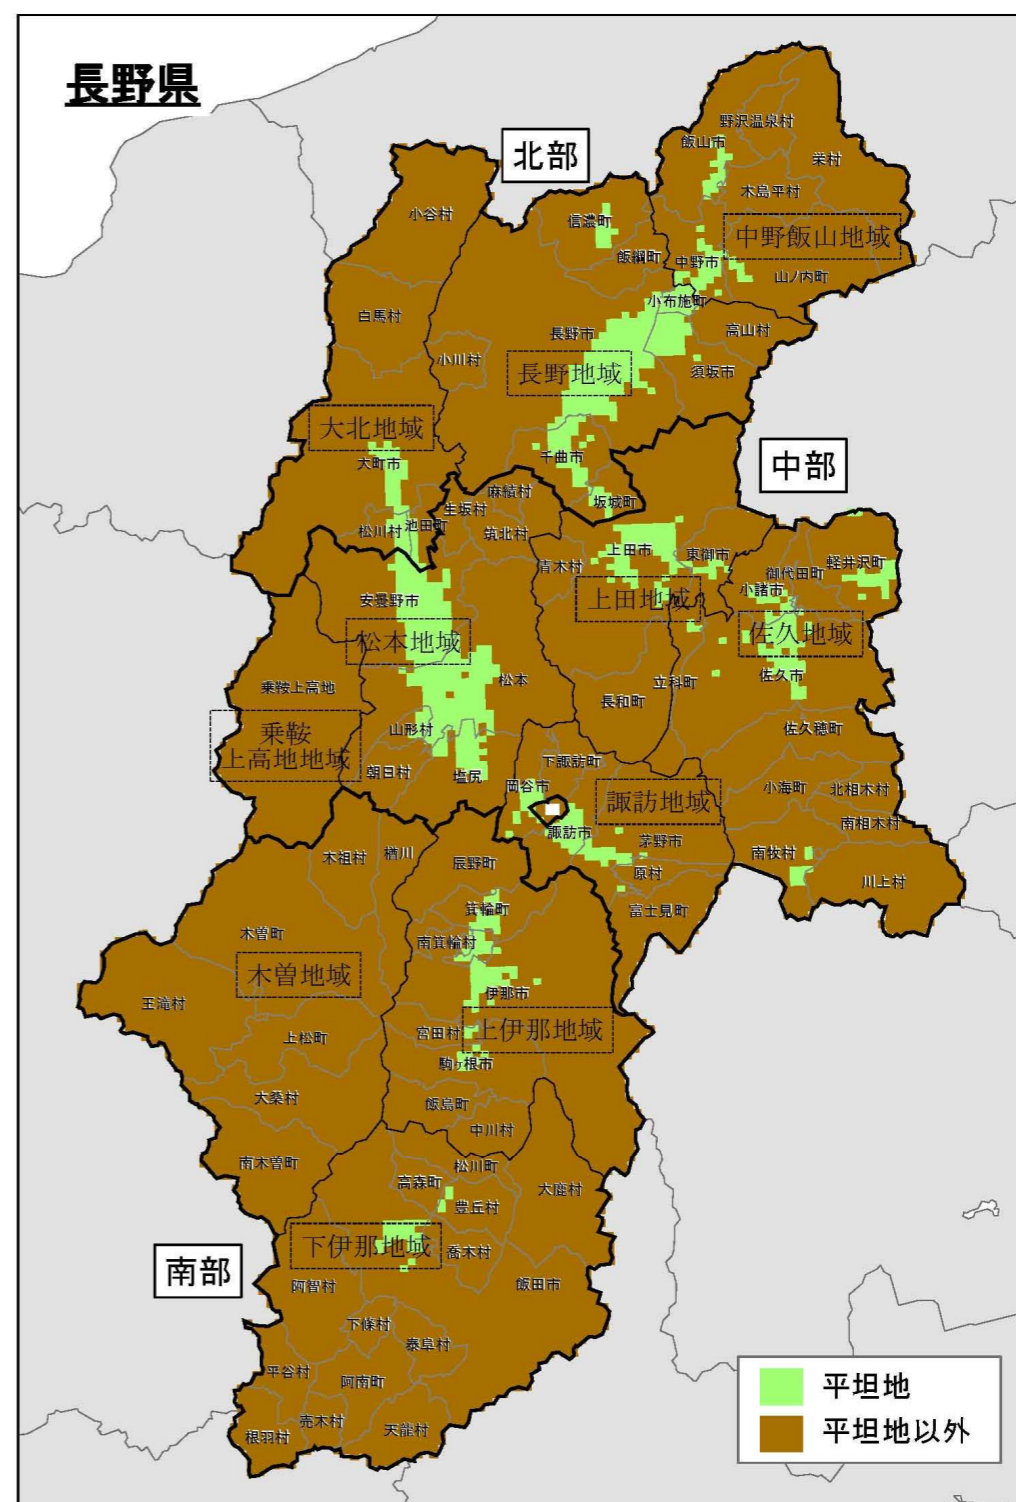 長野県
北部
野沢温泉村
飯山市
栄村
木島平村
小谷村
信濃町
中野飯山地域
飯綱町
中野市
山ノ内町
小布施町
白馬村
長野市
高山村
小川村
須坂市
長野地域
大北地域
千曲市
中部
大町市
麻績村
坂城町
生坂村
松川村
池田町
筑北村
上田市
東御市
青木村
御代田町
軽井沢町
小諸市
安曇野市
上田地域
松本地域
佐久地域
佐久市
松本
立科町
乗鞍上高地
長和町
山形村
佐久穂町
乗鞍
上高地地域
朝日村
塩尻
下諏訪町
岡谷市
諏訪地域
小海町
北相木村
南相木村
諏訪市
茅野市
木祖村
楢川
辰野町
原村
南牧村
川上村
箕輪町
富士見町
木曽町
南箕輪村
木曽地域
伊那市
王滝村
上松町
宮田村
上伊那地域
駒ヶ根市
大桑村
飯島町
中川村
南木曽町
松川町
高森町
大鹿村
豊丘村
下伊那地域
喬木村
南部
阿智村
飯田市
下條村
泰阜村
平谷村
阿南町
売木村
天龍村
根羽村
平坦地
平坦地以外